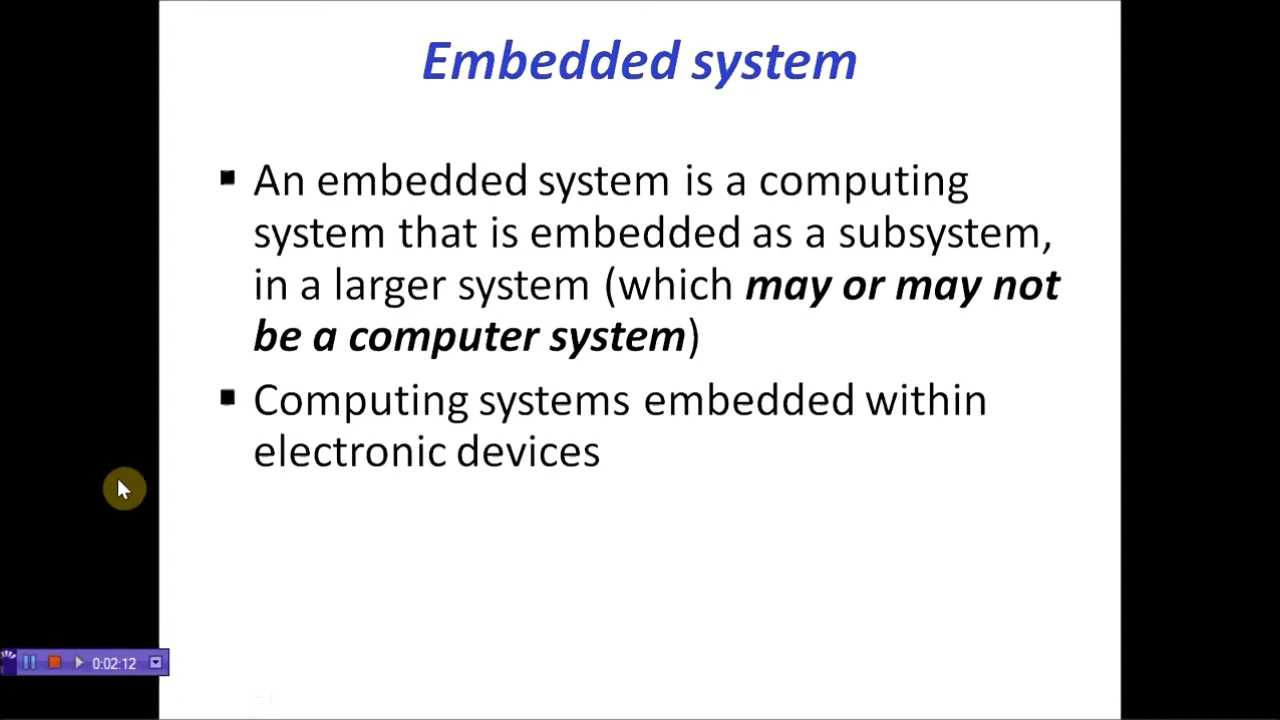 Embedded system
▪ An embedded system is a computing
system that is embedded as a subsystem,
in a larger system (which may or may not
be a computer system)
▪ Computing systems embedded within
electronic devices
0:02:12